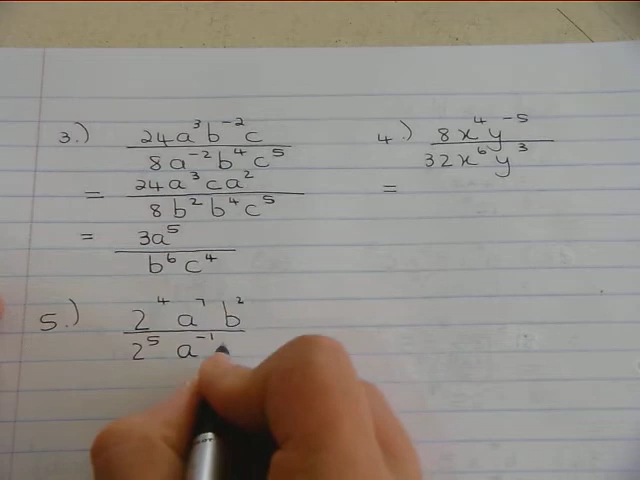 3.) 24a³b⁻²c / 8a⁻²b⁴c⁵
= 24a³ca² / 8b²b⁴c⁵
= 3a⁵ / b⁶c⁴
4.) 8x⁴y⁻⁵ / 32x⁶y³
=
5.) 2⁴a⁷b² / 2⁵a⁻¹